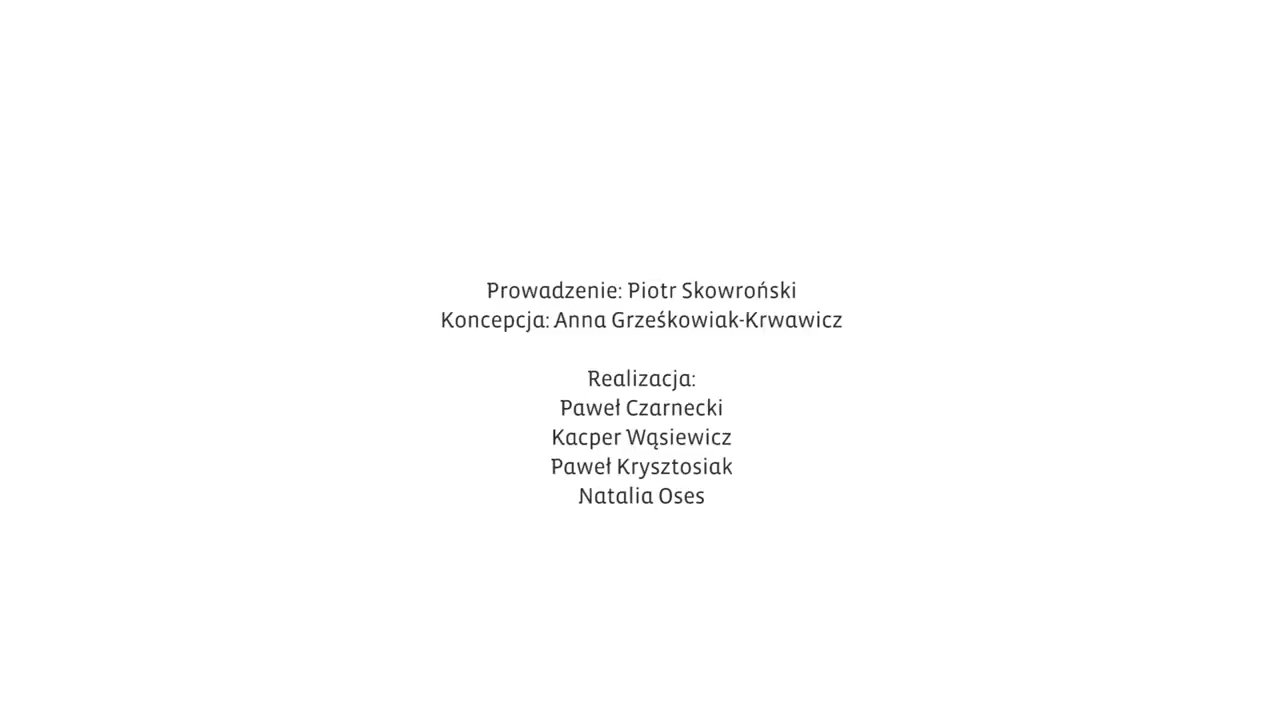 Prowadzenie: Piotr Skowroński
Koncepcja: Anna Grześkowiak-Krwawicz
Realizacja:
Paweł Czarnecki
Kacper Wąsiewicz
Paweł Krysztosiak
Natalia Oses